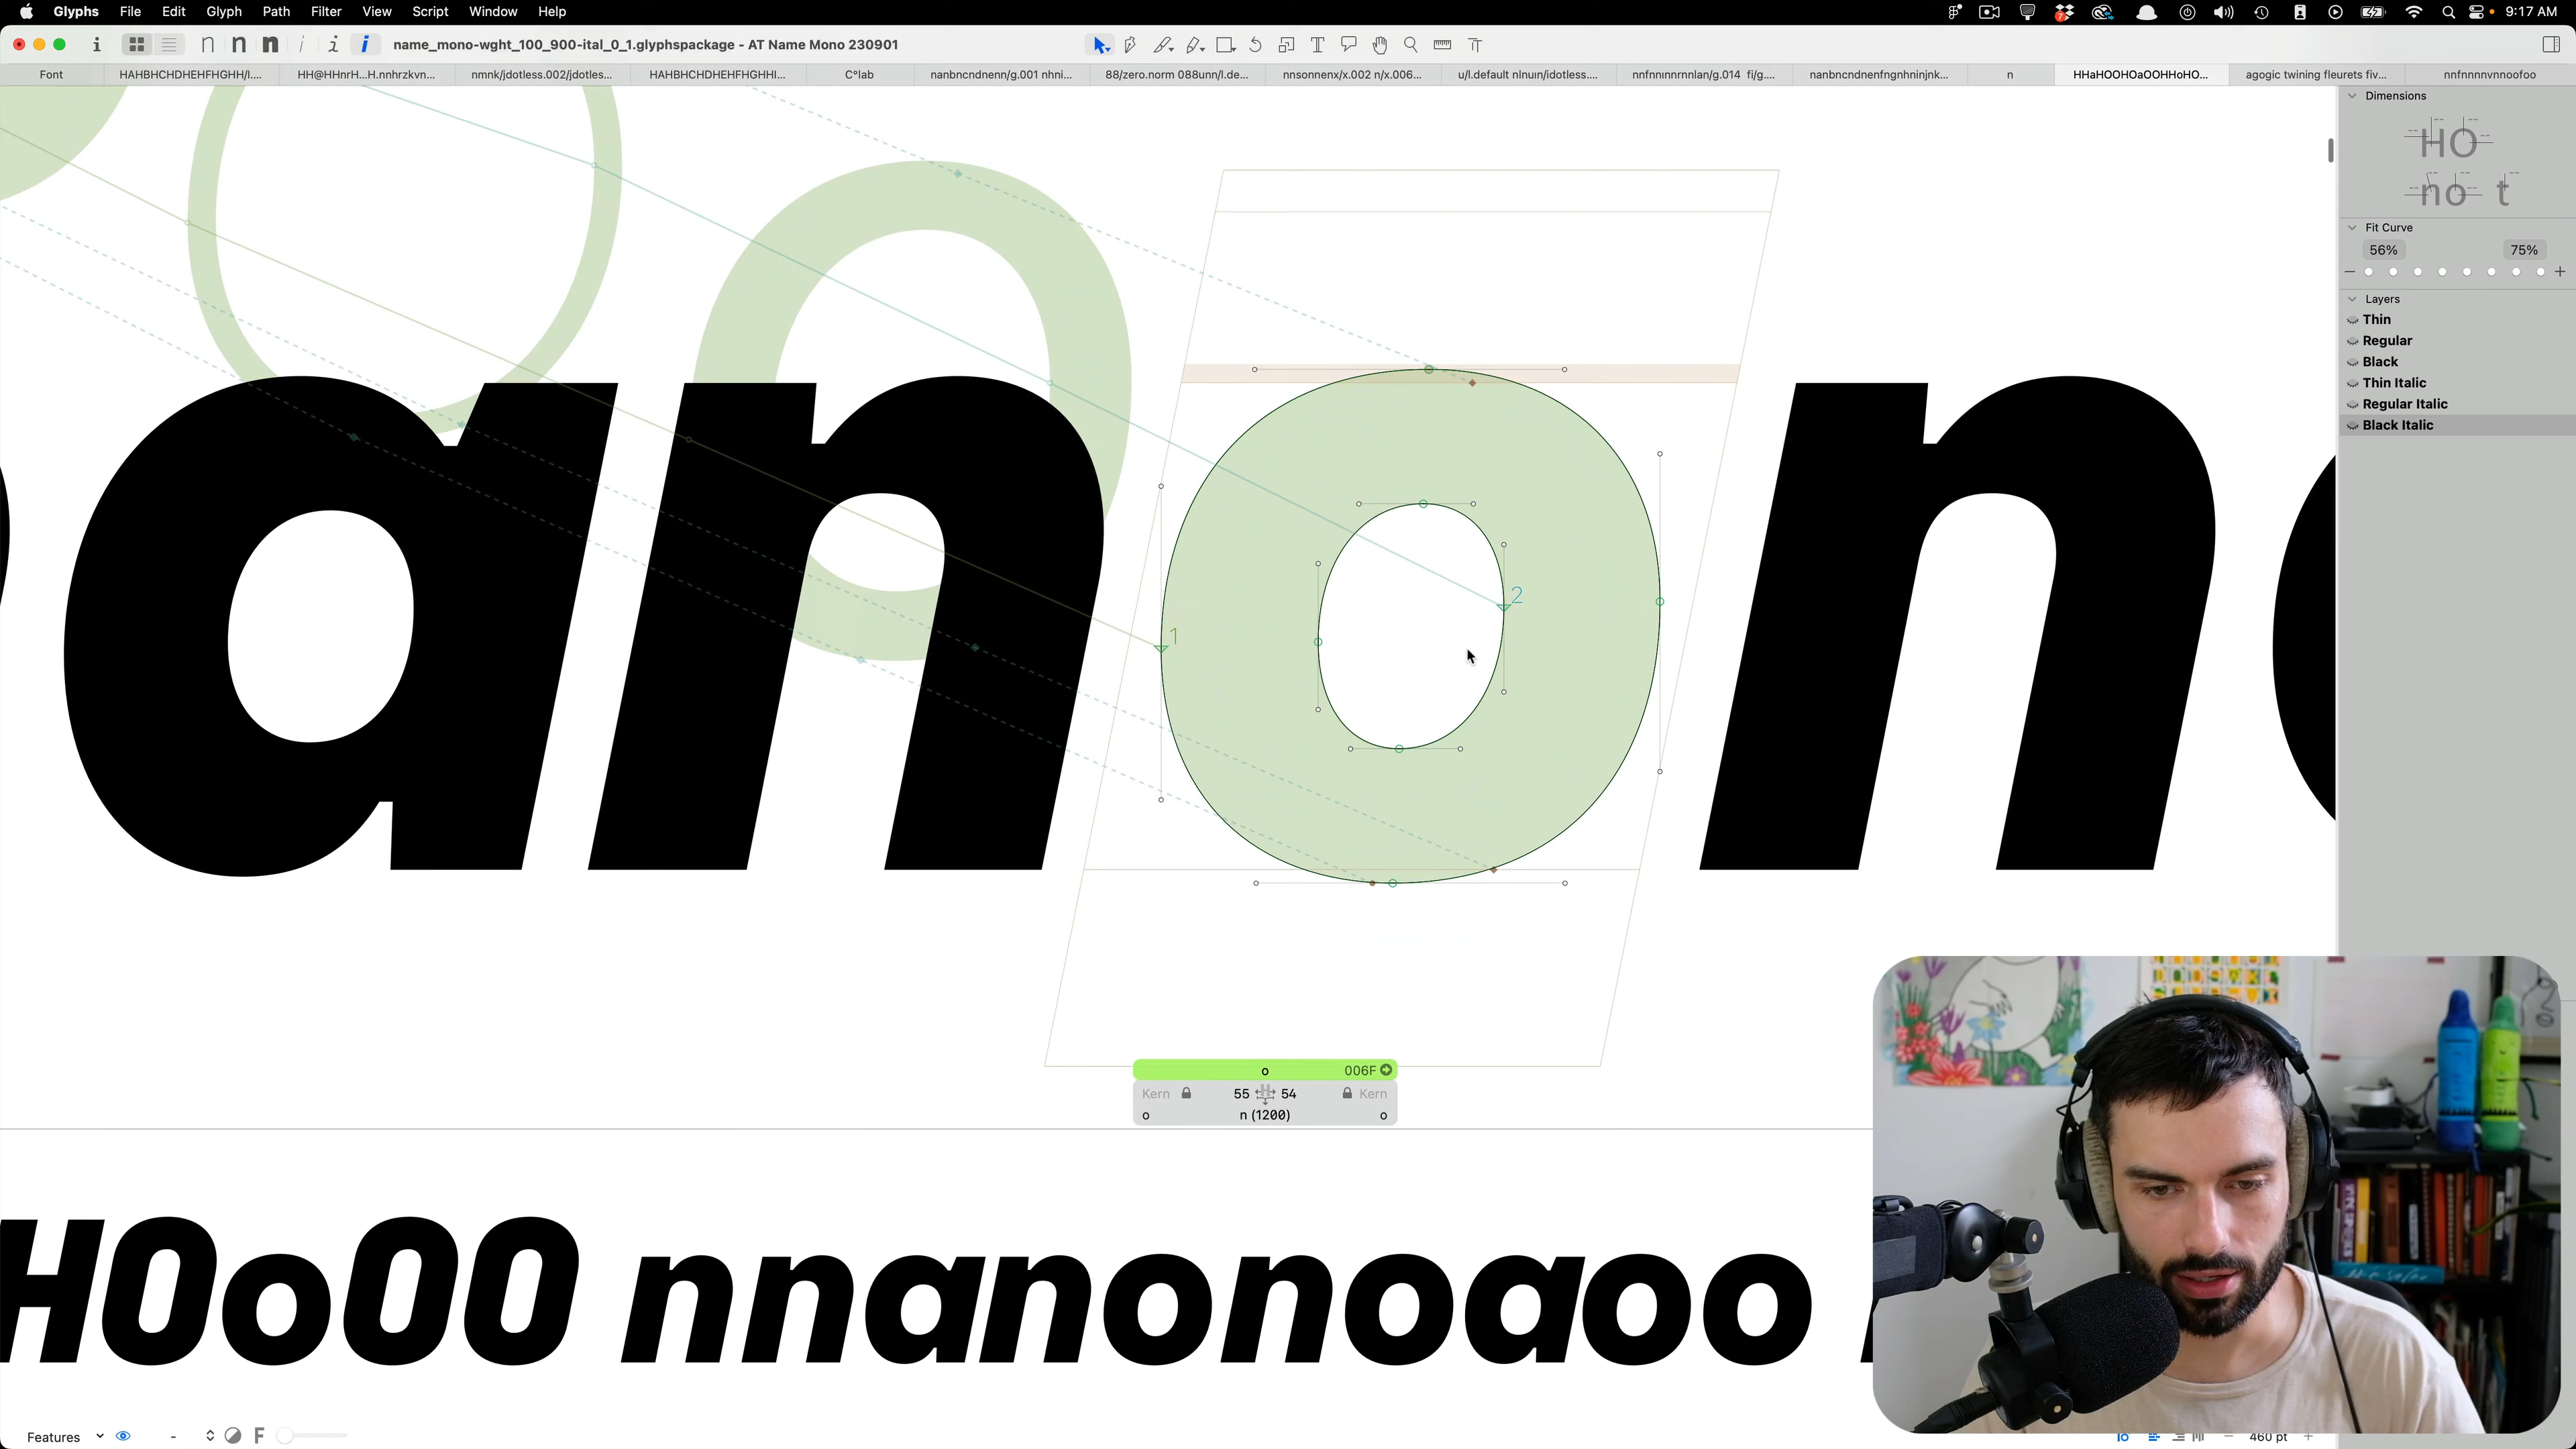 Glyphs File Edit Glyph Path Filter View Script Window Help 9:17 AM
name_mono-wght_100_900-ital_0_1.glyphspackage - AT Name Mono 230901
Font HAHBHCHDHEHFHGHH/I.... HH@HHnrH...H.nnhrzkvn... nmnk/jdotless.002/jdotles... HAHBHCHDHEHFHGHHI... C°lab nanbncndnenn/g.001 nhni... 88/zero.norm 088unn/l.de... nnsonnenx/x.002 n/x.006... u/l.default nlnuın/idotless.... nnfnnınnrnnlan/g.014 fi/g.... nanbncndnenfngnhninjnk... n HHaHOOHOaOOHHoHO... agogic twining fleurets fiv... nnfnnnnvnnoofoo
Dimensions
HO
no t
Fit Curve
56% 75%
Layers
Thin
Regular
Black
Thin Italic
Regular Italic
Black Italic
anon
1
2
o 006F
Kern 55 54 Kern
o n (1200) o
HOoOO nnanonoaoo
Features - F 460 pt